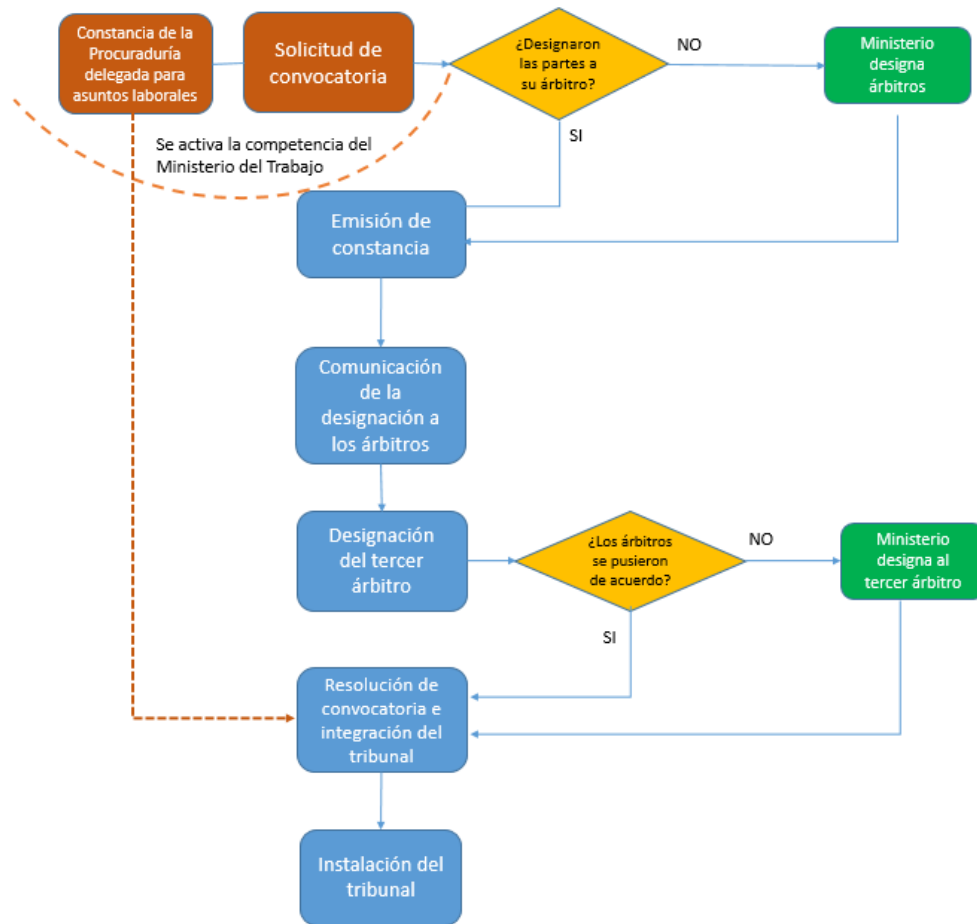 Constancia de la
Procuraduría
delegada para
asuntos laborales
Solicitud de
convocatoria
¿Designaron
las partes a
su árbitro?
NO
Ministerio
designa
árbitros
SI
Se activa la competencia del
Ministerio del Trabajo
Emisión de
constancia
Comunicación
de la
designación a
los árbitros
Designación
del tercer
árbitro
¿Los árbitros
se pusieron
de acuerdo?
NO
Ministerio
designa al
tercer árbitro
SI
Resolución de
convocatoria e
integración del
tribunal
Instalación del
tribunal